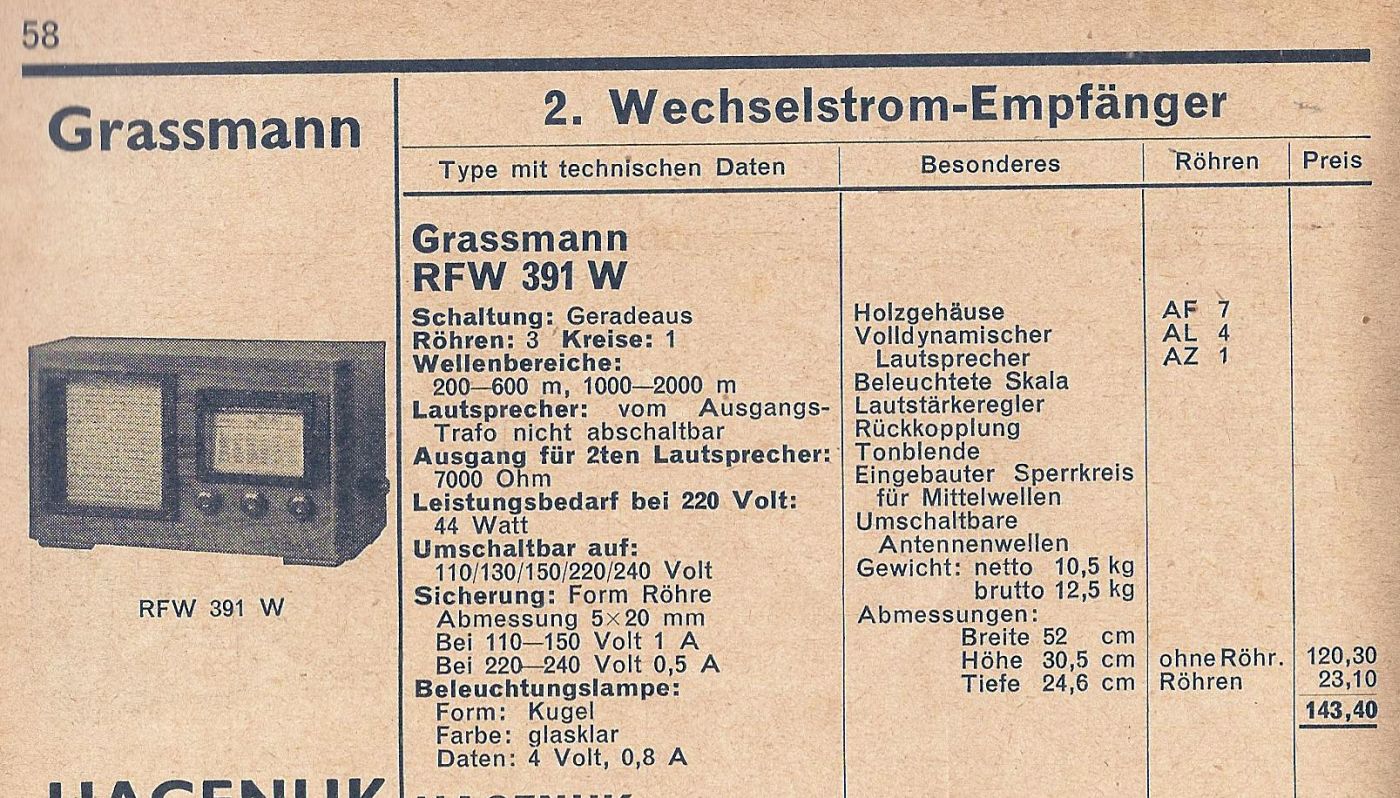 58
Grassmann
RFW 391 W
HAGENUK
2. Wechselstrom-Empfänger
Type mit technischen Daten
Besonderes
Röhren
Preis
Grassmann
RFW 391 W
Schaltung: Geradeaus
Röhren: 3 Kreise: 1
Wellenbereiche:
200—600 m, 1000—2000 m
Lautsprecher: vom Ausgangs-
Trafo nicht abschaltbar
Ausgang für 2ten Lautsprecher:
7000 Ohm
Leistungsbedarf bei 220 Volt:
44 Watt
Umschaltbar auf:
110/130/150/220/240 Volt
Sicherung: Form Röhre
Abmessung 5×20 mm
Bei 110—150 Volt 1 A
Bei 220—240 Volt 0,5 A
Beleuchtungslampe:
Form: Kugel
Farbe: glasklar
Daten: 4 Volt, 0,8 A
HAGENUK
Holzgehäuse
Volldynamischer
Lautsprecher
Beleuchtete Skala
Lautstärkeregler
Rückkopplung
Tonblende
Eingebauter Sperrkreis
für Mittelwellen
Umschaltbare
Antennenwellen
Gewicht: netto 10,5 kg
brutto 12,5 kg
Abmessungen:
Breite 52 cm
Höhe 30,5 cm
Tiefe 24,6 cm
AF 7
AL 4
AZ 1
ohne Röhr. 120,30
Röhren 23,10
143,40